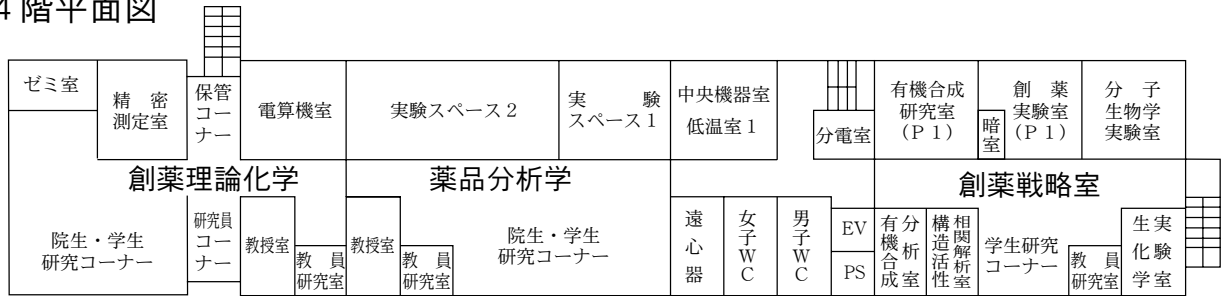 4階平面図
ゼミ室
精 密
測定室
保管
コー
ナー
電算機室
実験スペース2
実 験
スペース1
中央機器室
低温室1
分電室
有機合成
研究室
(P1)
暗室
創 薬
実験室
(P1)
分 子
生物学
実験室
創薬理論化学
薬品分析学
創薬戦略室
院生・学生
研究コーナー
研究員
コー
ナー
教授室
教 員
研究室
教授室
教 員
研究室
院生・学生
研究コーナー
遠心器
女子WC
男子WC
EV
PS
有機合成
分析室
構造活性
相関解析室
学生研究
コーナー
教 員
研究室
生化学
実験室